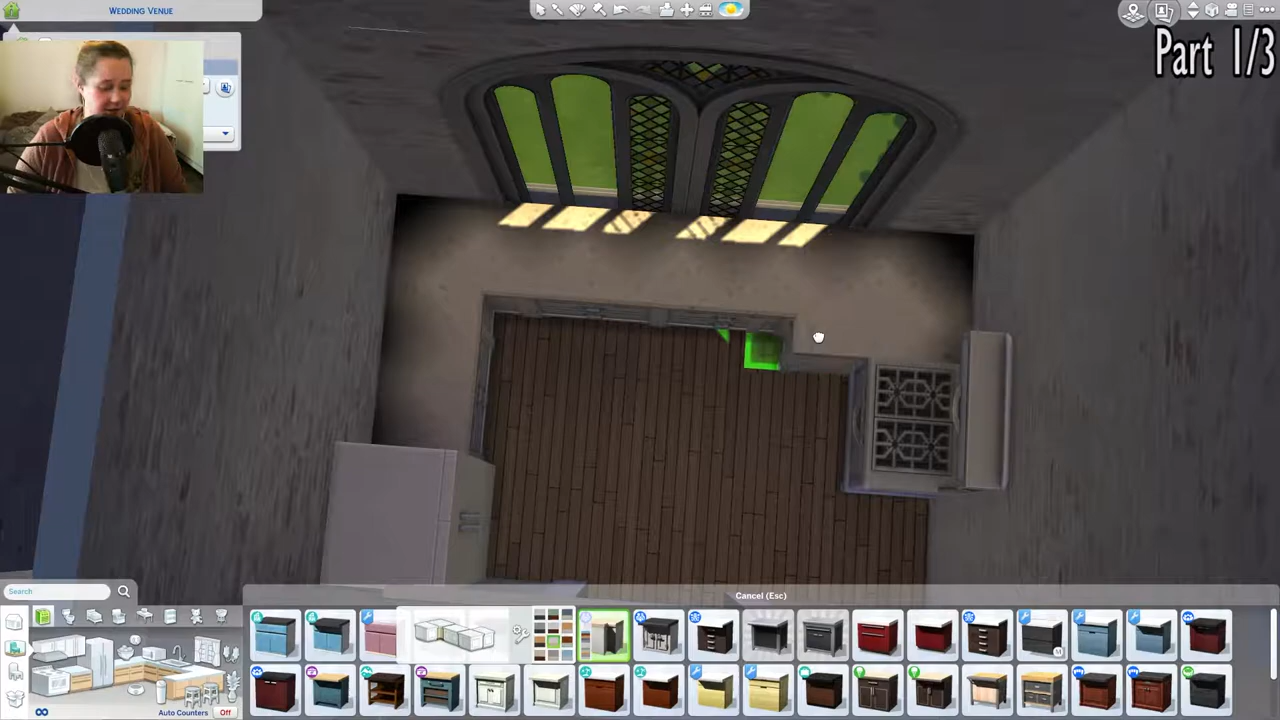 WEDDING VENUE
Part 1/3
Cancel (Esc)
Search
Auto Counters
Off